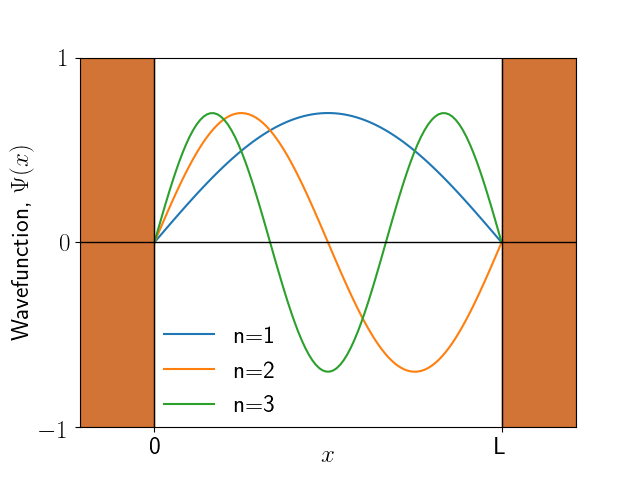 1
Wavefunction, Ψ(x)
0
n=1
n=2
n=3
−1
0
L
x